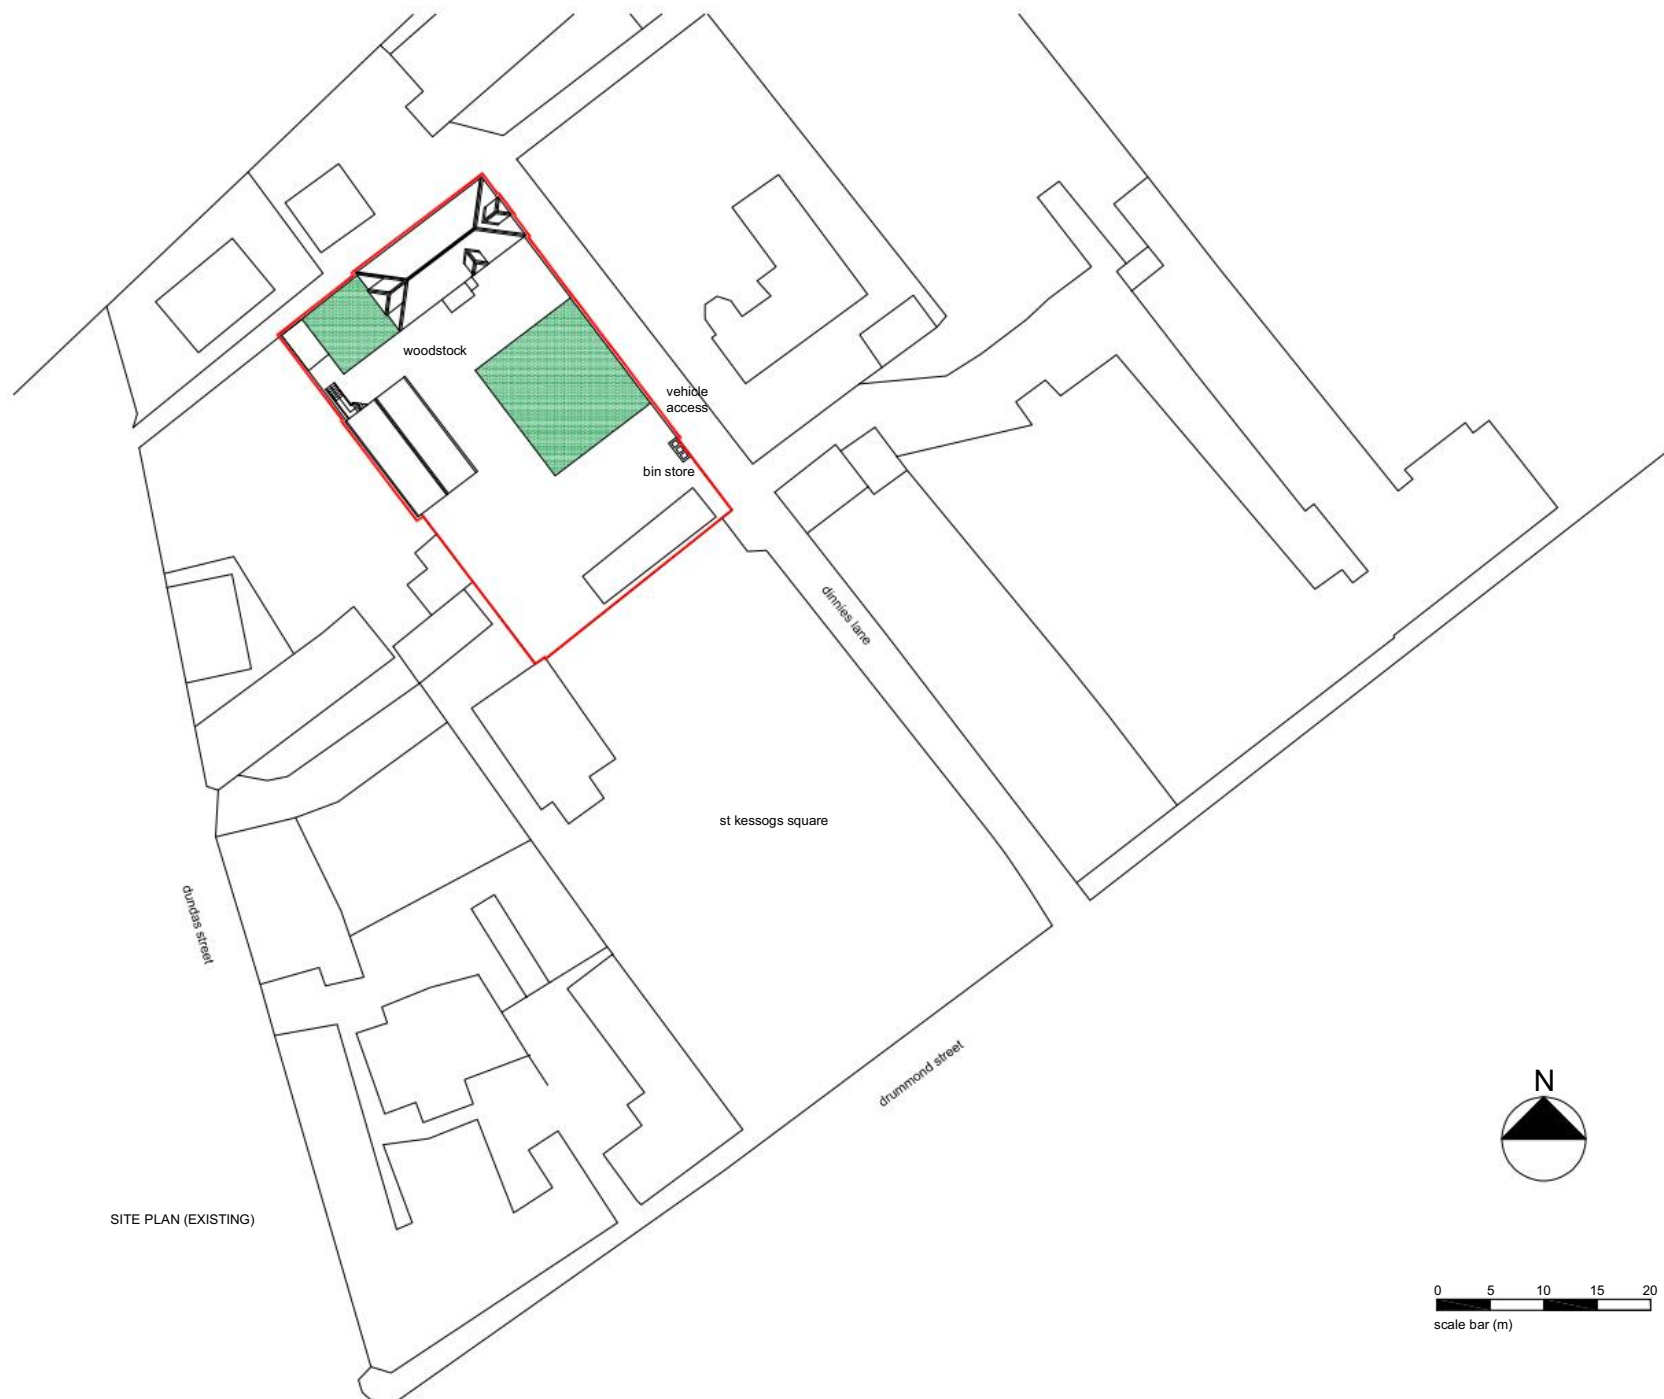 woodstock
vehicle
access
bin store
dinnies lane
st kessogs square
dundas street
drummond street
N
SITE PLAN (EXISTING)
0 5 10 15 20
scale bar (m)